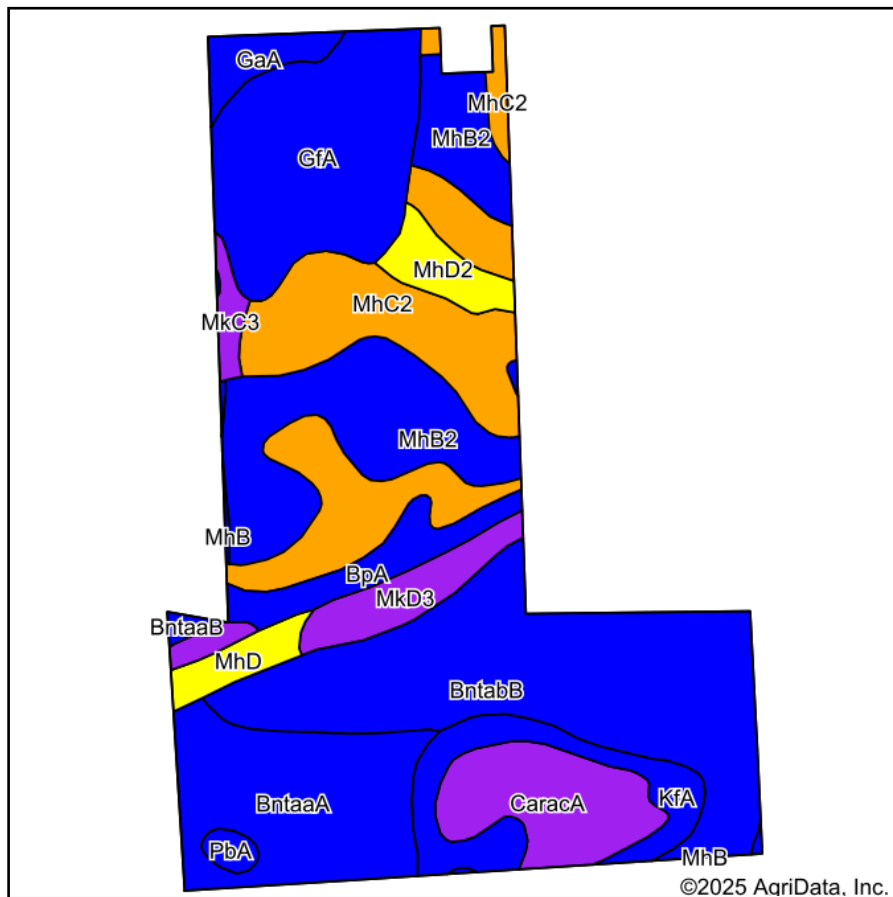 GaA
MhC2
MhB2
GfA
MhD2
MhC2
MkC3
MhB2
MhB
BpA
MkD3
BntaaB
MhD
BntabB
BntaaA
CaracA
KfA
PbA
MhB
©2025 AgriData, Inc.